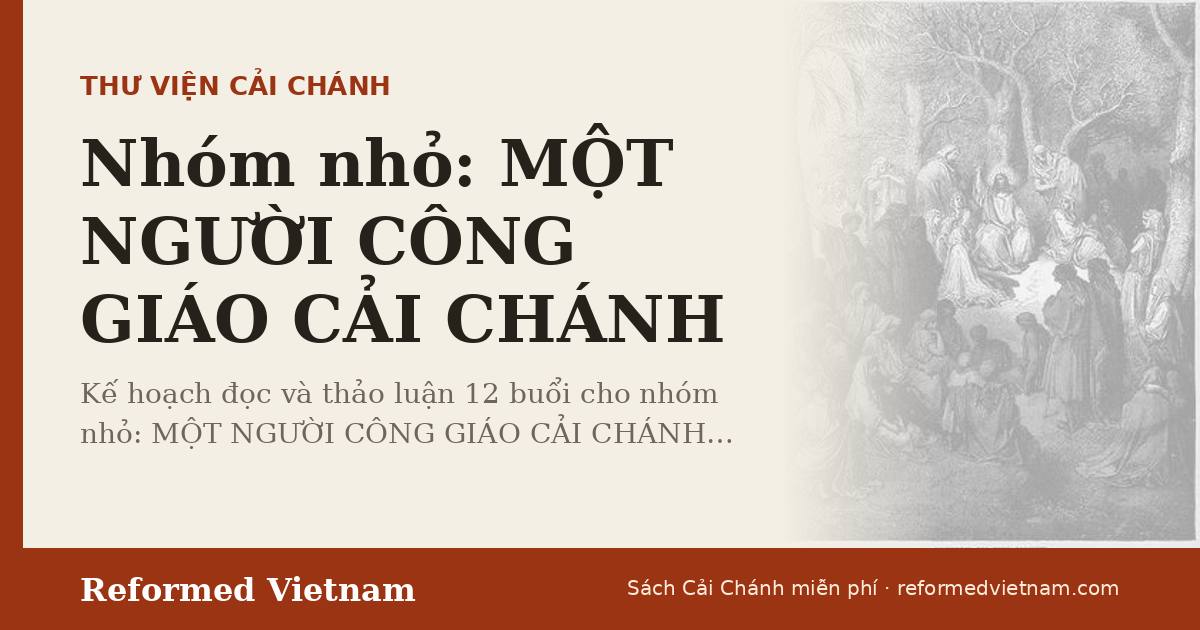 THƯ VIỆN CẢI CHÁNH
Nhóm nhỏ: MỘT
NGƯỜI CÔNG
GIÁO CẢI CHÁNH
Kế hoạch đọc và thảo luận 12 buổi cho nhóm
nhỏ: MỘT NGƯỜI CÔNG GIÁO CẢI CHÁNH…
Reformed Vietnam
Sách Cải Chánh miễn phí · reformedvietnam.com